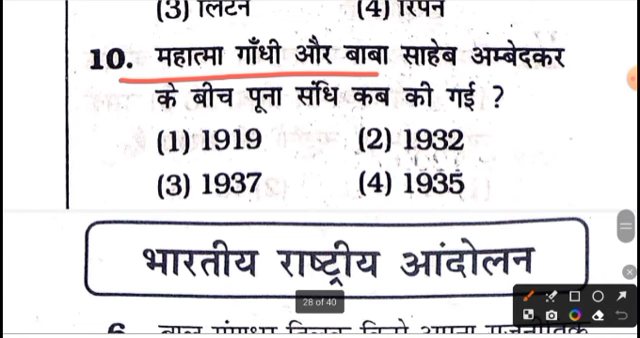 (3) लिटन (4) रिपन
10. महात्मा गाँधी और बाबा साहेब अम्बेदकर
के बीच पूना संधि कब की गई ?
(1) 1919 (2) 1932
(3) 1937 (4) 1935
भारतीय राष्ट्रीय आंदोलन
28 of 40